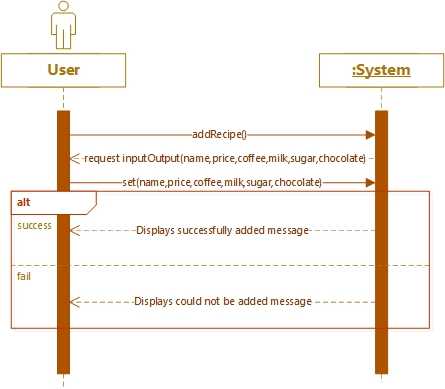 User
:System
addRecipe()
request inputOutput(name,price,coffee,milk,sugar,chocolate)
set(name,price,coffee,milk,sugar,chocolate)
alt
success
Displays successfully added message
fail
Displays could not be added message